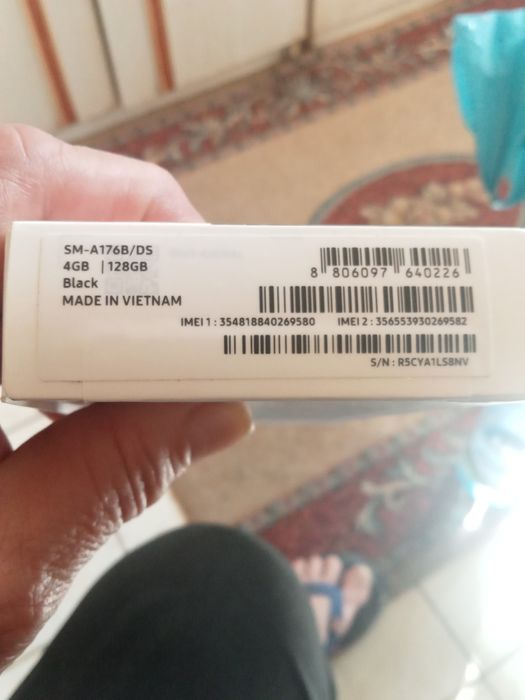 SM-A176B/DS
4GB | 128GB
Black
MADE IN VIETNAM
8 806097 640226
IMEI 1 : 354818840269580 IMEI 2 : 356553930269582
S/N : R5CYA1LS8NV